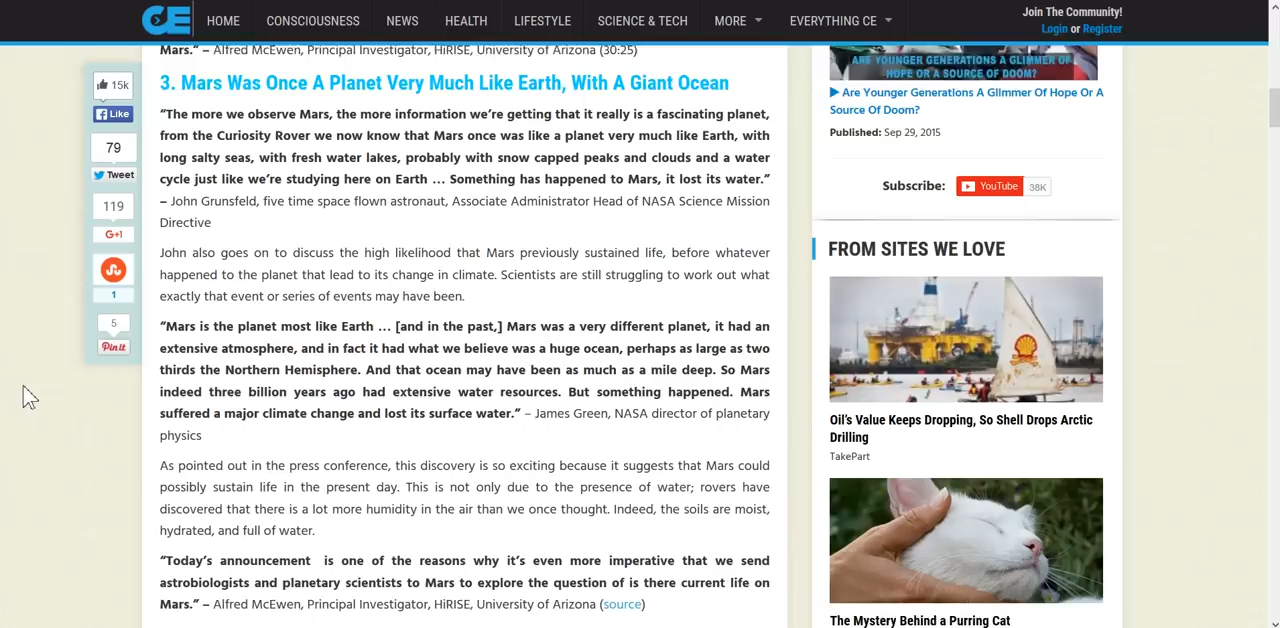 CE
HOME
CONSCIOUSNESS
NEWS
HEALTH
LIFESTYLE
SCIENCE & TECH
MORE
EVERYTHING CE
Join The Community!
Login or Register
Mars." – Alfred McEwen, Principal Investigator, HiRISE, University of Arizona (30:25)
3. Mars Was Once A Planet Very Much Like Earth, With A Giant Ocean
"The more we observe Mars, the more information we're getting that it really is a fascinating planet,
from the Curiosity Rover we now know that Mars once was like a planet very much like Earth, with
long salty seas, with fresh water lakes, probably with snow capped peaks and clouds and a water
cycle just like we're studying here on Earth … Something has happened to Mars, it lost its water."
– John Grunsfeld, five time space flown astronaut, Associate Administrator Head of NASA Science Mission
Directive
John also goes on to discuss the high likelihood that Mars previously sustained life, before whatever
happened to the planet that lead to its change in climate. Scientists are still struggling to work out what
exactly that event or series of events may have been.
"Mars is the planet most like Earth … [and in the past,] Mars was a very different planet, it had an
extensive atmosphere, and in fact it had what we believe was a huge ocean, perhaps as large as two
thirds the Northern Hemisphere. And that ocean may have been as much as a mile deep. So Mars
indeed three billion years ago had extensive water resources. But something happened. Mars
suffered a major climate change and lost its surface water." – James Green, NASA director of planetary
physics
As pointed out in the press conference, this discovery is so exciting because it suggests that Mars could
possibly sustain life in the present day. This is not only due to the presence of water; rovers have
discovered that there is a lot more humidity in the air than we once thought. Indeed, the soils are moist,
hydrated, and full of water.
"Today's announcement is one of the reasons why it's even more imperative that we send
astrobiologists and planetary scientists to Mars to explore the question of is there current life on
Mars." – Alfred McEwen, Principal Investigator, HiRISE, University of Arizona (source)
15k
Like
79
Tweet
119
G+1
1
5
Pin it
ARE YOUNGER GENERATIONS A GLIMMER OF
HOPE OR A SOURCE OF DOOM?
Are Younger Generations A Glimmer Of Hope Or A
Source Of Doom?
Published: Sep 29, 2015
Subscribe: YouTube 38K
FROM SITES WE LOVE
Oil's Value Keeps Dropping, So Shell Drops Arctic
Drilling
TakePart
The Mystery Behind a Purring Cat